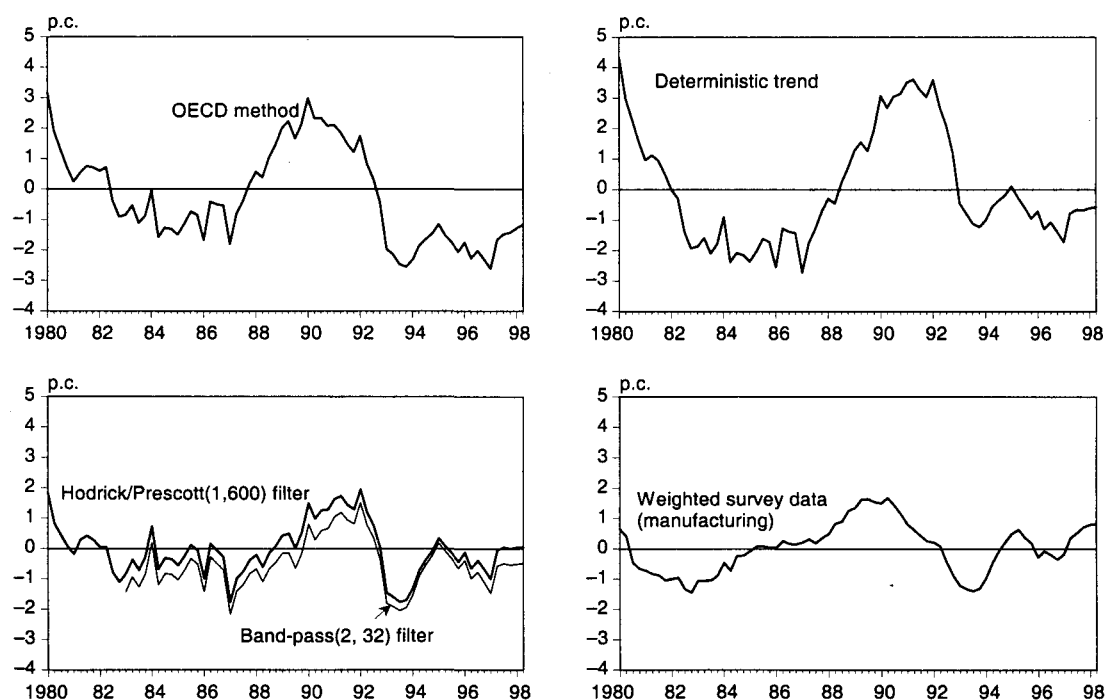 p.c.
5
4
3
2
1
0
−1
−2
−3
−4
OECD method
1980 82 84 86 88 90 92 94 96 98
p.c.
5
4
3
2
1
0
−1
−2
−3
−4
Deterministic trend
1980 82 84 86 88 90 92 94 96 98
p.c.
5
4
3
2
1
0
−1
−2
−3
−4
Hodrick/Prescott(1,600) filter
Band-pass(2, 32) filter
1980 82 84 86 88 90 92 94 96 98
p.c.
5
4
3
2
1
0
−1
−2
−3
−4
Weighted survey data
(manufacturing)
1980 82 84 86 88 90 92 94 96 98